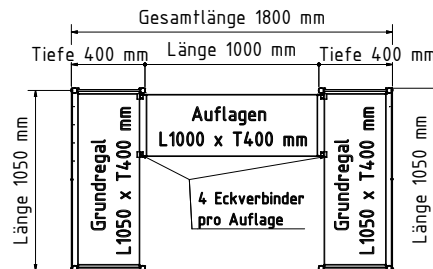 Gesamtlänge 1800 mm
Tiefe 400 mm
Länge 1000 mm
Tiefe 400 mm
Länge 1050 mm
Grundregal
L1050 x T400 mm
Auflagen
L1000 x T400 mm
4 Eckverbinder
pro Auflage
Grundregal
L1050 x T400 mm
Länge 1050 mm